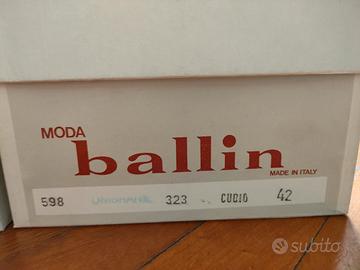 MODA
ballin
MADE IN ITALY
598 323 CUOIO 42
subito